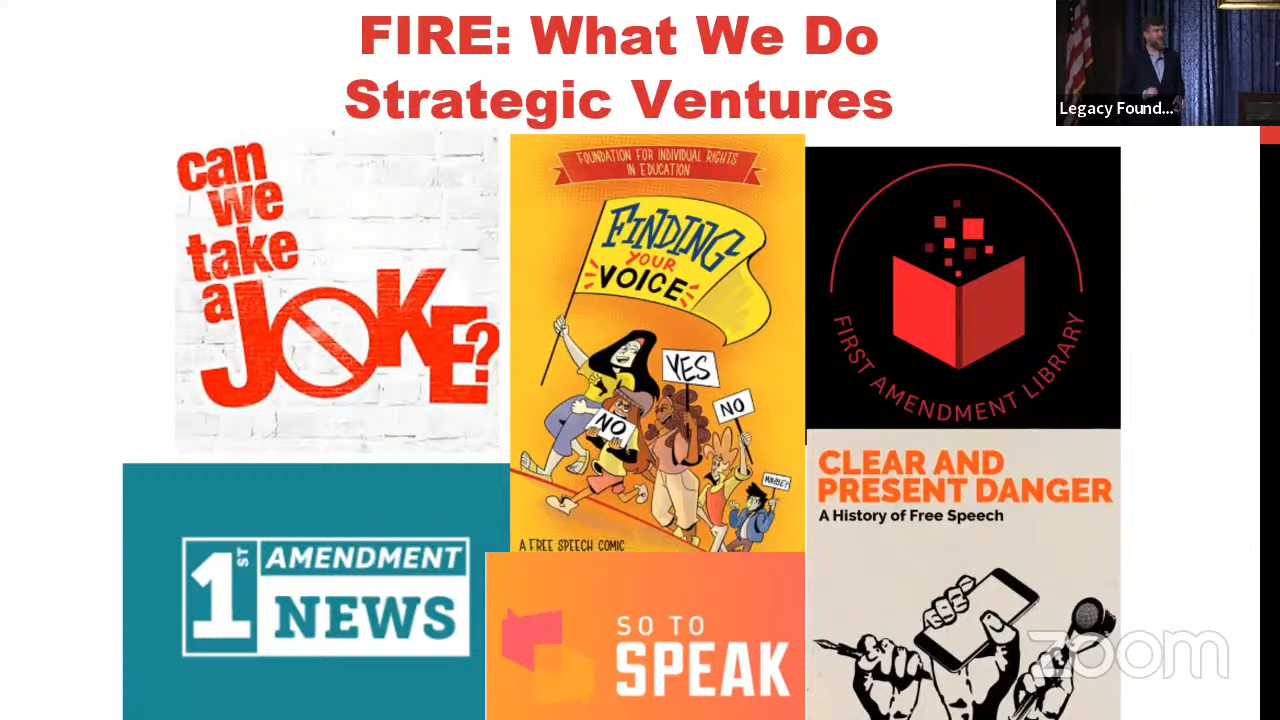 FIRE: What We Do
Strategic Ventures
Legacy Found...
can
we
take
a
JOKE?
FOUNDATION FOR INDIVIDUAL RIGHTS
IN EDUCATION
FINDING
YOUR
VOICE
YES
NO
NO
MAYBE?
A FREE SPEECH COMIC
FIRST AMENDMENT LIBRARY
1ST AMENDMENT
NEWS
SO TO
SPEAK
CLEAR AND
PRESENT DANGER
A History of Free Speech
zoom